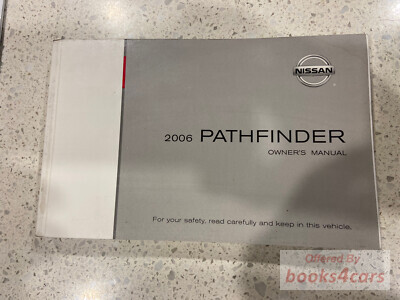 NISSAN
2006 PATHFINDER
OWNER'S MANUAL
For your safety, read carefully and keep in this vehicle.
Offered By
books4cars